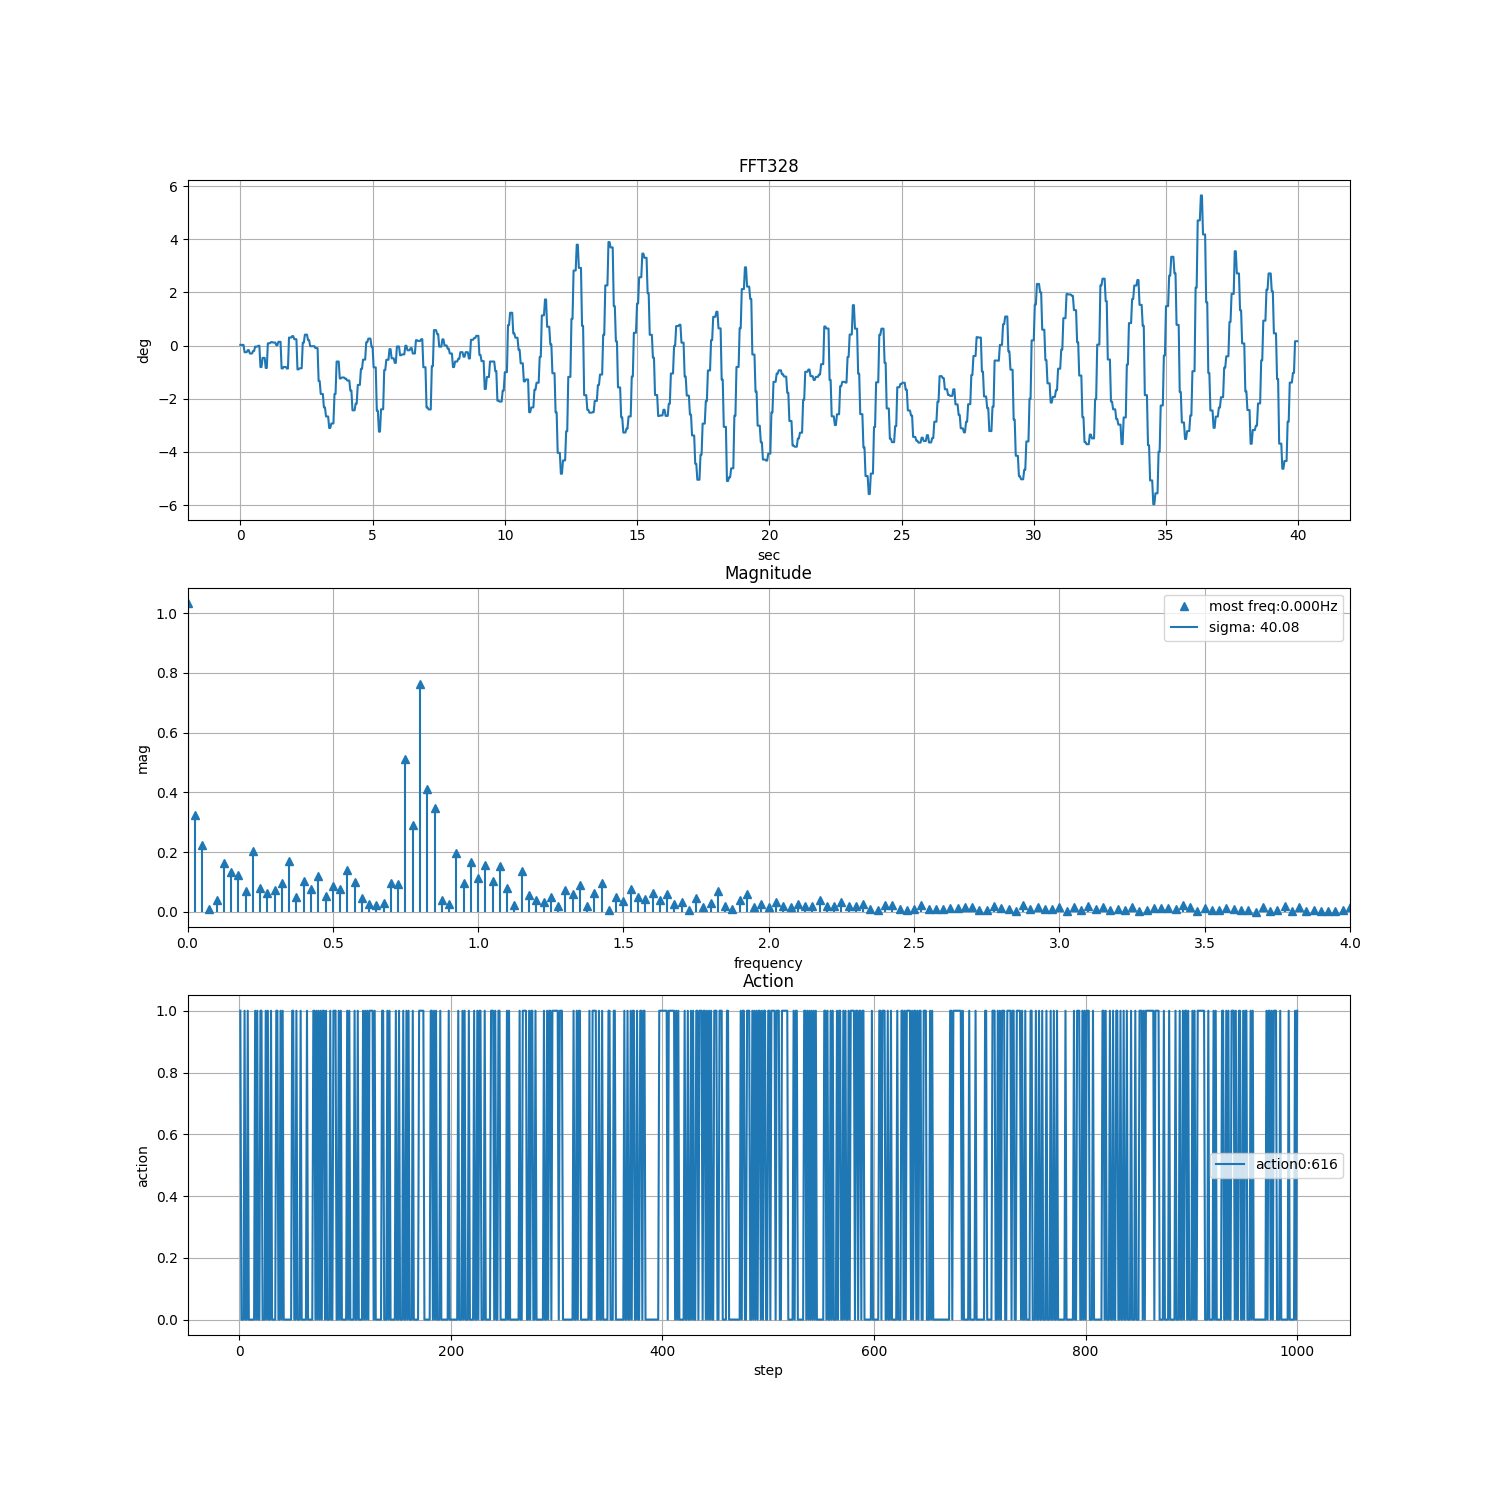 FFT328
6
4
2
0
−2
−4
−6
deg
0 5 10 15 20 25 30 35 40
sec
Magnitude
1.0
0.8
0.6
0.4
0.2
0.0
mag
most freq:0.000Hz
sigma: 40.08
0.0 0.5 1.0 1.5 2.0 2.5 3.0 3.5 4.0
frequency
Action
1.0
0.8
0.6
0.4
0.2
0.0
action
action0:616
0 200 400 600 800 1000
step